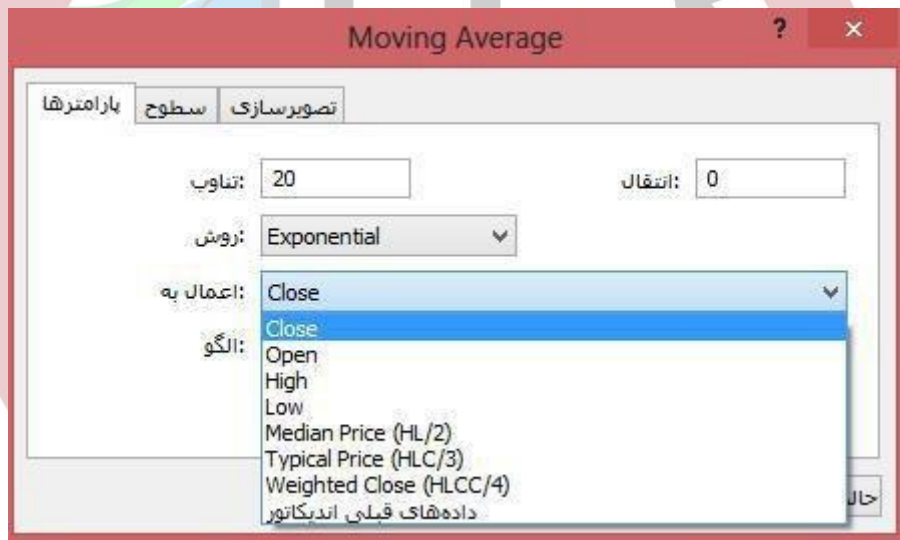 Moving Average
? ×
پارامترها سطوح تصویرسازی
تناوب: 20 انتقال: 0
روش: Exponential
اعمال به: Close
الگو:
Close
Open
High
Low
Median Price (HL/2)
Typical Price (HLC/3)
Weighted Close (HLCC/4)
داده‌های قبلی اندیکاتور